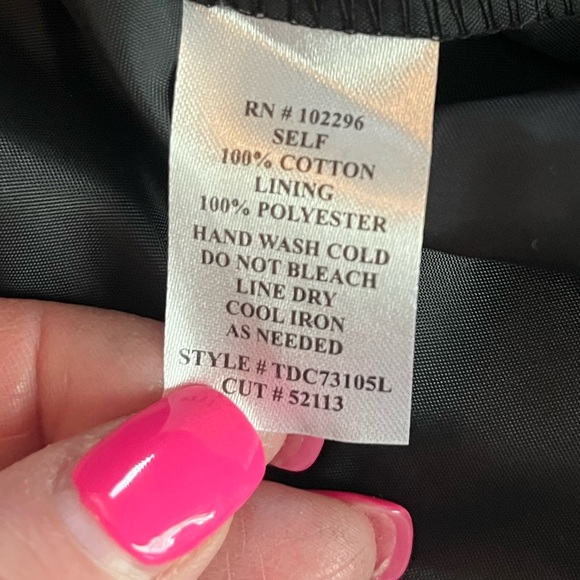 RN # 102296
SELF
100% COTTON
LINING
100% POLYESTER
HAND WASH COLD
DO NOT BLEACH
LINE DRY
COOL IRON
AS NEEDED
STYLE # TDC73105L
CUT # 52113